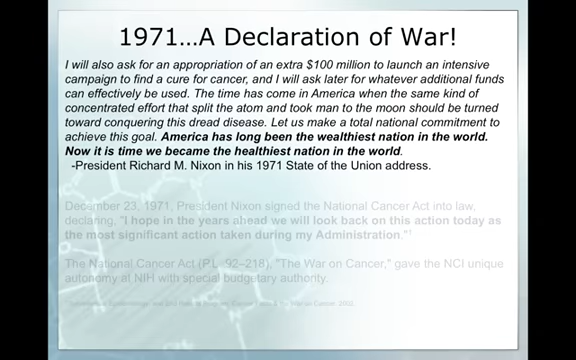 1971…A Declaration of War!
I will also ask for an appropriation of an extra $100 million to launch an intensive
campaign to find a cure for cancer, and I will ask later for whatever additional funds
can effectively be used. The time has come in America when the same kind of
concentrated effort that split the atom and took man to the moon should be turned
toward conquering this dread disease. Let us make a total national commitment to
achieve this goal. America has long been the wealthiest nation in the world.
Now it is time we became the healthiest nation in the world.
-President Richard M. Nixon in his 1971 State of the Union address.
December 23, 1971, President Nixon signed the National Cancer Act into law,
declaring, "I hope in the years ahead we will look back on this action today as
the most significant action taken during my Administration."¹
The National Cancer Act (P.L. 92–218), "The War on Cancer," gave the NCI unique
autonomy at NIH with special budgetary authority.
Cancer War on Cancer, 2002.